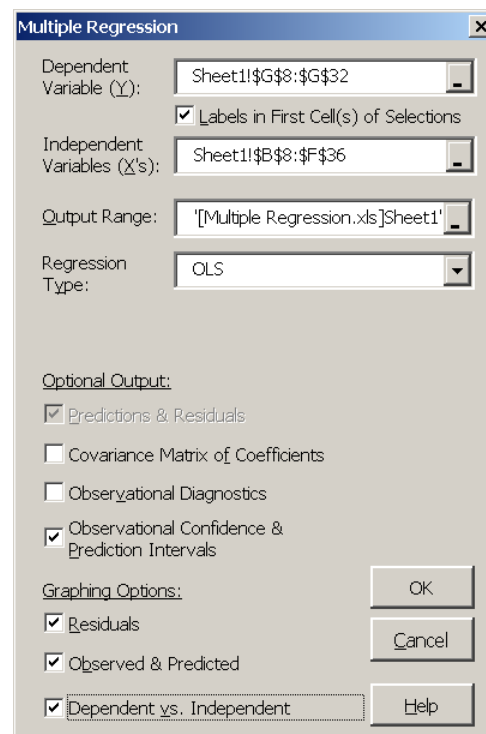 Multiple Regression
Dependent
Variable (Y):
Sheet1!$G$8:$G$32
Labels in First Cell(s) of Selections
Independent
Variables (X's):
Sheet1!$B$8:$F$36
Output Range:
'[Multiple Regression.xls]Sheet1'
Regression
Type:
OLS
Optional Output:
Predictions & Residuals
Covariance Matrix of Coefficients
Observational Diagnostics
Observational Confidence &
Prediction Intervals
Graphing Options:
OK
Residuals
Cancel
Observed & Predicted
Dependent vs. Independent
Help